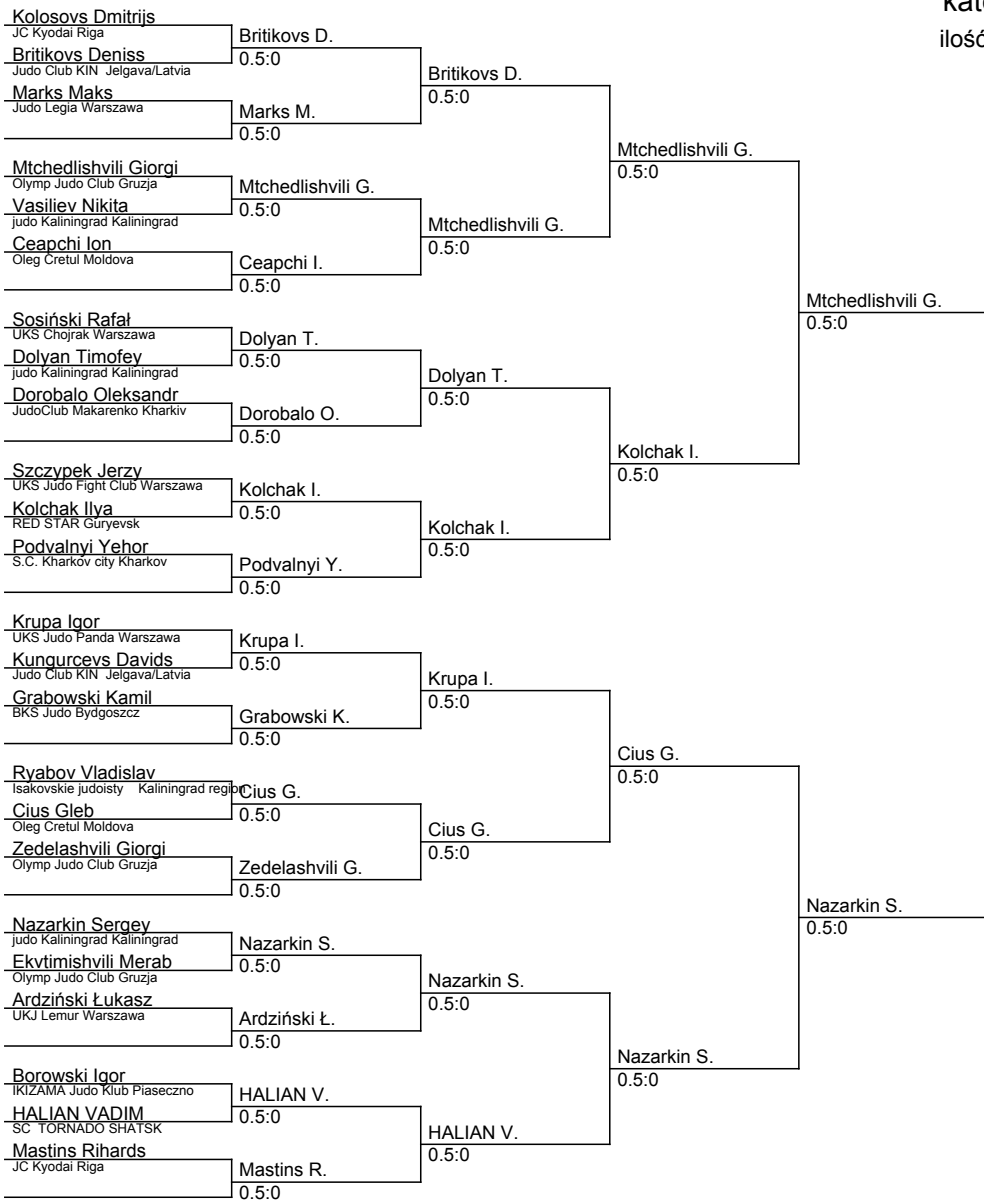 kat
ilość
Kolosovs Dmitrijs
JC Kyodai Riga
Britikovs Deniss
Judo Club KIN Jelgava/Latvia
Marks Maks
Judo Legia Warszawa
Mtchedlishvili Giorgi
Olymp Judo Club Gruzja
Vasiliev Nikita
judo Kaliningrad Kaliningrad
Ceapchi Ion
Oleg Cretul Moldova
Sosiński Rafał
UKS Chojrak Warszawa
Dolyan Timofey
judo Kaliningrad Kaliningrad
Dorobalo Oleksandr
JudoClub Makarenko Kharkiv
Szczypek Jerzy
UKS Judo Fight Club Warszawa
Kolchak Ilya
RED STAR Guryevsk
Podvalnyi Yehor
S.C. Kharkov city Kharkov
Krupa Igor
UKS Judo Panda Warszawa
Kungurcevs Davids
Judo Club KIN Jelgava/Latvia
Grabowski Kamil
BKS Judo Bydgoszcz
Ryabov Vladislav
Isakovskie judoisty Kaliningrad region
Cius Gleb
Oleg Cretul Moldova
Zedelashvili Giorgi
Olymp Judo Club Gruzja
Nazarkin Sergey
judo Kaliningrad Kaliningrad
Ekvtimishvili Merab
Olymp Judo Club Gruzja
Ardziński Łukasz
UKJ Lemur Warszawa
Borowski Igor
IKIZAMA Judo Klub Piaseczno
HALIAN VADIM
SC TORNADO SHATSK
Mastins Rihards
JC Kyodai Riga
Britikovs D.
0.5:0
Marks M.
0.5:0
Mtchedlishvili G.
0.5:0
Ceapchi I.
0.5:0
Dolyan T.
0.5:0
Dorobalo O.
0.5:0
Kolchak I.
0.5:0
Podvalnyi Y.
0.5:0
Krupa I.
0.5:0
Grabowski K.
0.5:0
Cius G.
0.5:0
Zedelashvili G.
0.5:0
Nazarkin S.
0.5:0
Ardziński Ł.
0.5:0
HALIAN V.
0.5:0
Mastins R.
0.5:0
Britikovs D.
0.5:0
Mtchedlishvili G.
0.5:0
Dolyan T.
0.5:0
Kolchak I.
0.5:0
Krupa I.
0.5:0
Cius G.
0.5:0
Nazarkin S.
0.5:0
HALIAN V.
0.5:0
Mtchedlishvili G.
0.5:0
Kolchak I.
0.5:0
Cius G.
0.5:0
Nazarkin S.
0.5:0
Mtchedlishvili G.
0.5:0
Nazarkin S.
0.5:0